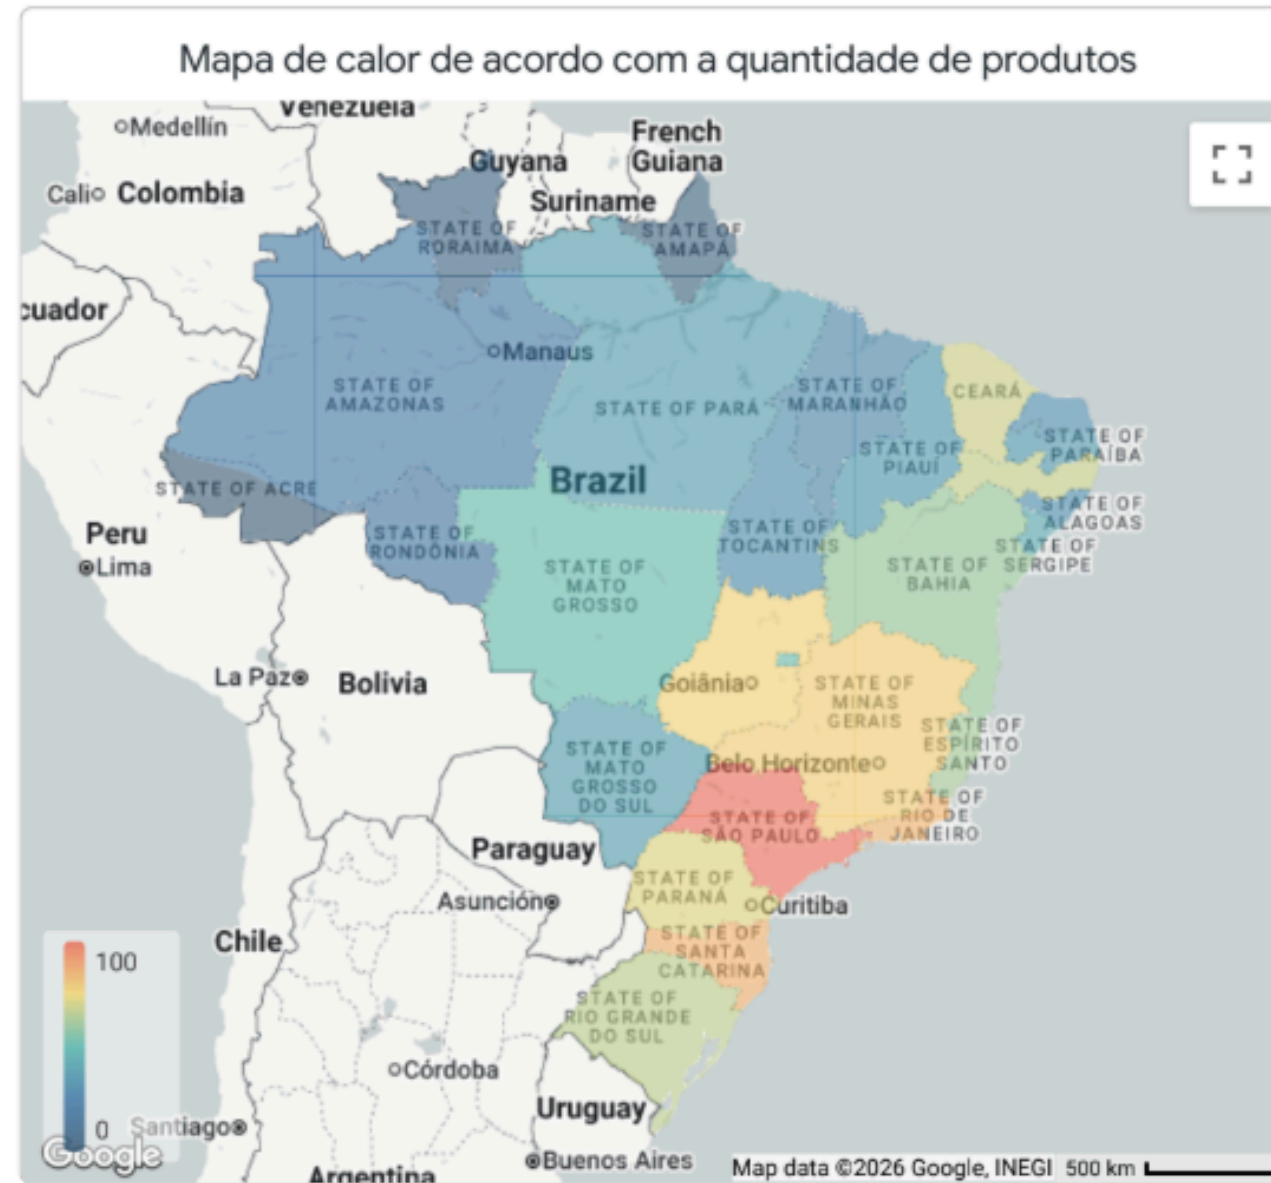 Mapa de calor de acordo com a quantidade de produtos
Venezuela
Medellín
French
Guiana
Guyana
Cali
Colombia
Suriname
STATE OF
RORAIMA
STATE OF
AMAPÁ
cuador
Manaus
STATE OF
AMAZONAS
STATE OF PARÁ
STATE OF
MARANHÃO
CEARÁ
STATE OF
PARAÍBA
STATE OF
PIAUÍ
Brazil
STATE OF ACRE
STATE OF
ALAGOAS
Peru
Lima
STATE OF
RONDÔNIA
STATE OF
TOCANTINS
STATE OF
SERGIPE
STATE OF
MATO
GROSSO
STATE OF
BAHIA
La Paz
Bolivia
Goiânia
STATE OF
MINAS
GERAIS
STATE OF
ESPÍRITO
SANTO
STATE OF
MATO
GROSSO
DO SUL
Belo Horizonte
STATE OF
RIO DE
JANEIRO
STATE OF
SÃO PAULO
Paraguay
STATE OF
PARANÁ
Asunción
Curitiba
Chile
STATE OF
SANTA
CATARINA
100
STATE OF
RIO GRANDE
DO SUL
Córdoba
Uruguay
0
Santiago
Google
Buenos Aires
Argentina
Map data ©2026 Google, INEGI
500 km